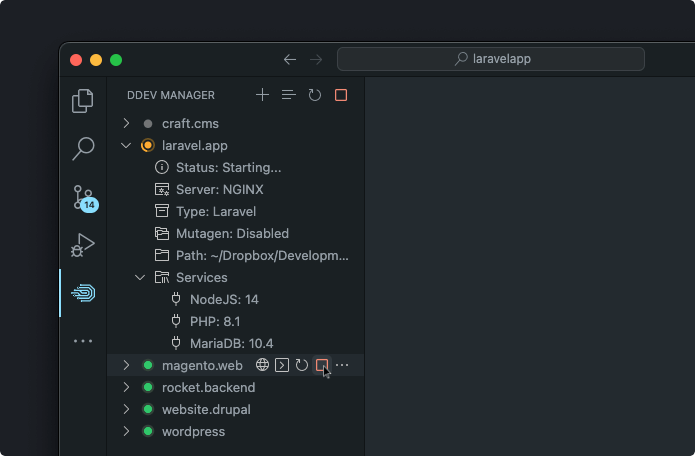 laravelapp
DDEV MANAGER
craft.cms
laravel.app
Status: Starting...
Server: NGINX
Type: Laravel
14
Mutagen: Disabled
Path: ~/Dropbox/Developm...
Services
NodeJS: 14
PHP: 8.1
MariaDB: 10.4
magento.web
rocket.backend
website.drupal
wordpress